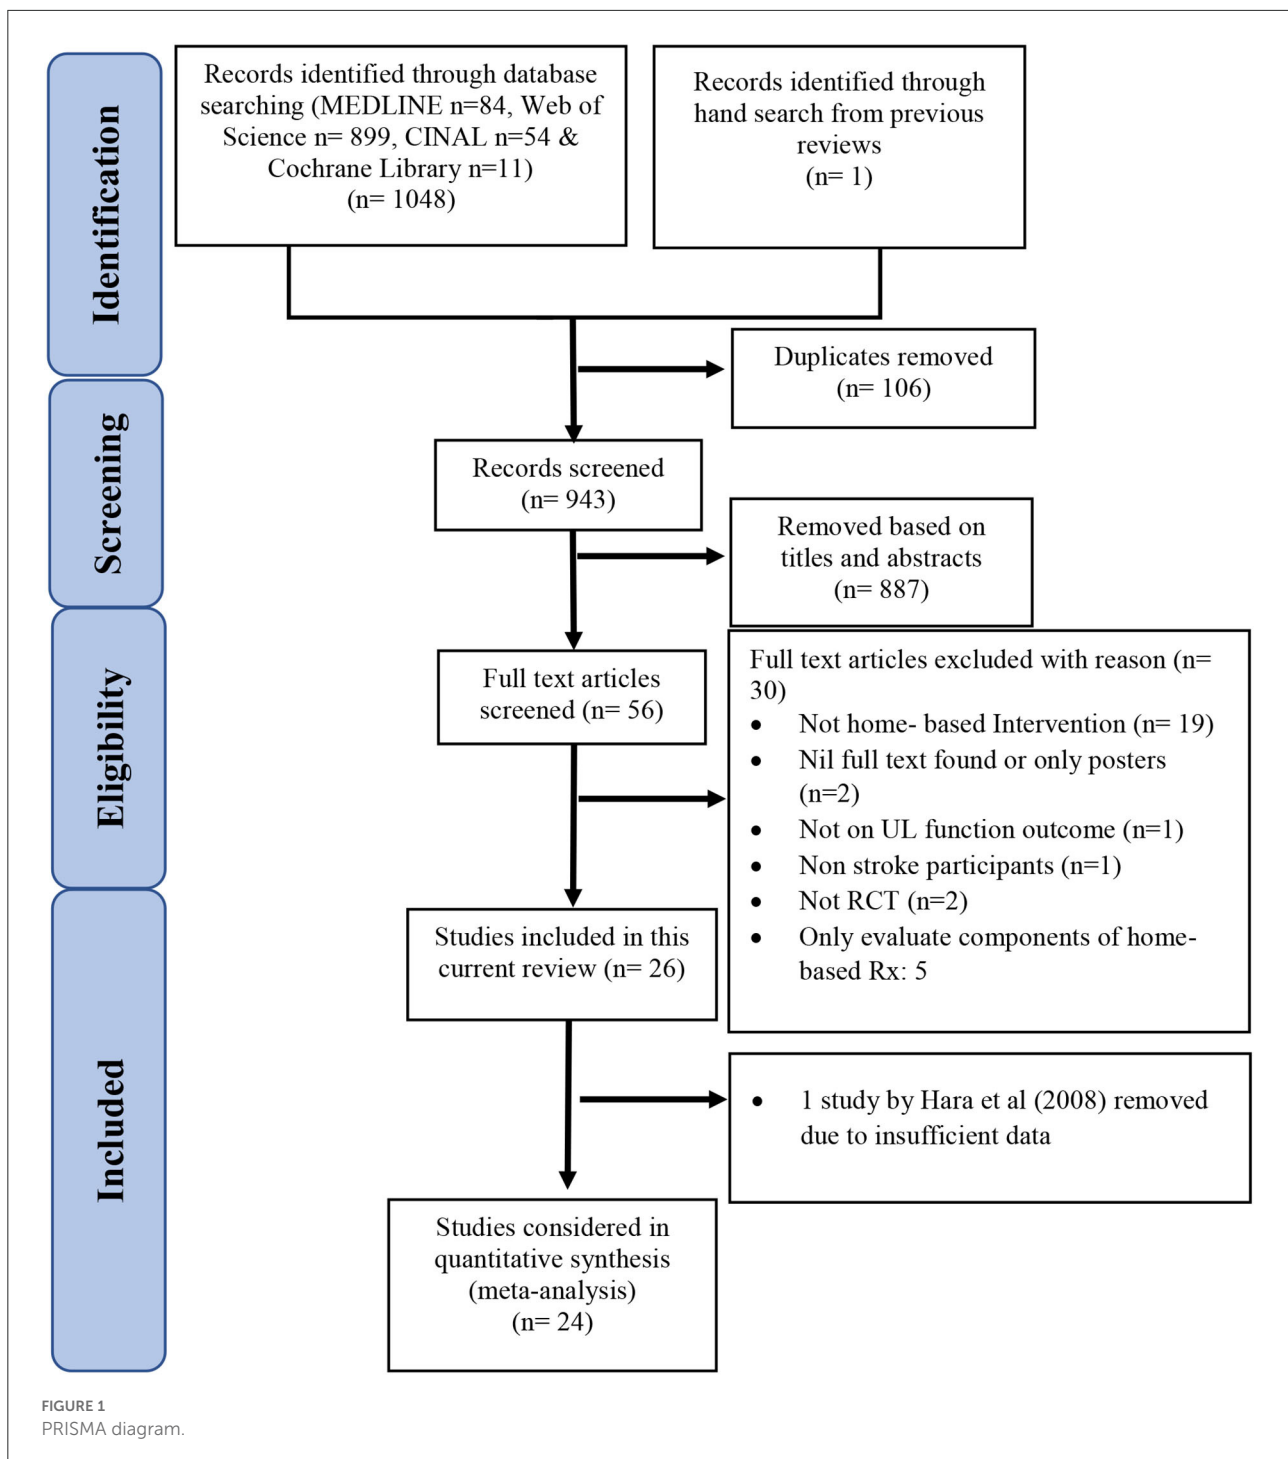 Identification
Records identified through database
searching (MEDLINE n=84, Web of
Science n= 899, CINAL n=54 &
Cochrane Library n=11)
(n= 1048)
Records identified through
hand search from previous
reviews
(n= 1)
Duplicates removed
(n= 106)
Screening
Records screened
(n= 943)
Removed based on
titles and abstracts
(n= 887)
Eligibility
Full text articles
screened (n= 56)
Full text articles excluded with reason (n=
30)
• Not home- based Intervention (n= 19)
• Nil full text found or only posters
(n=2)
• Not on UL function outcome (n=1)
• Non stroke participants (n=1)
• Not RCT (n=2)
• Only evaluate components of home-
based Rx: 5
Included
Studies included in this
current review (n= 26)
• 1 study by Hara et al (2008) removed
due to insufficient data
Studies considered in
quantitative synthesis
(meta-analysis)
(n= 24)
FIGURE 1
PRISMA diagram.